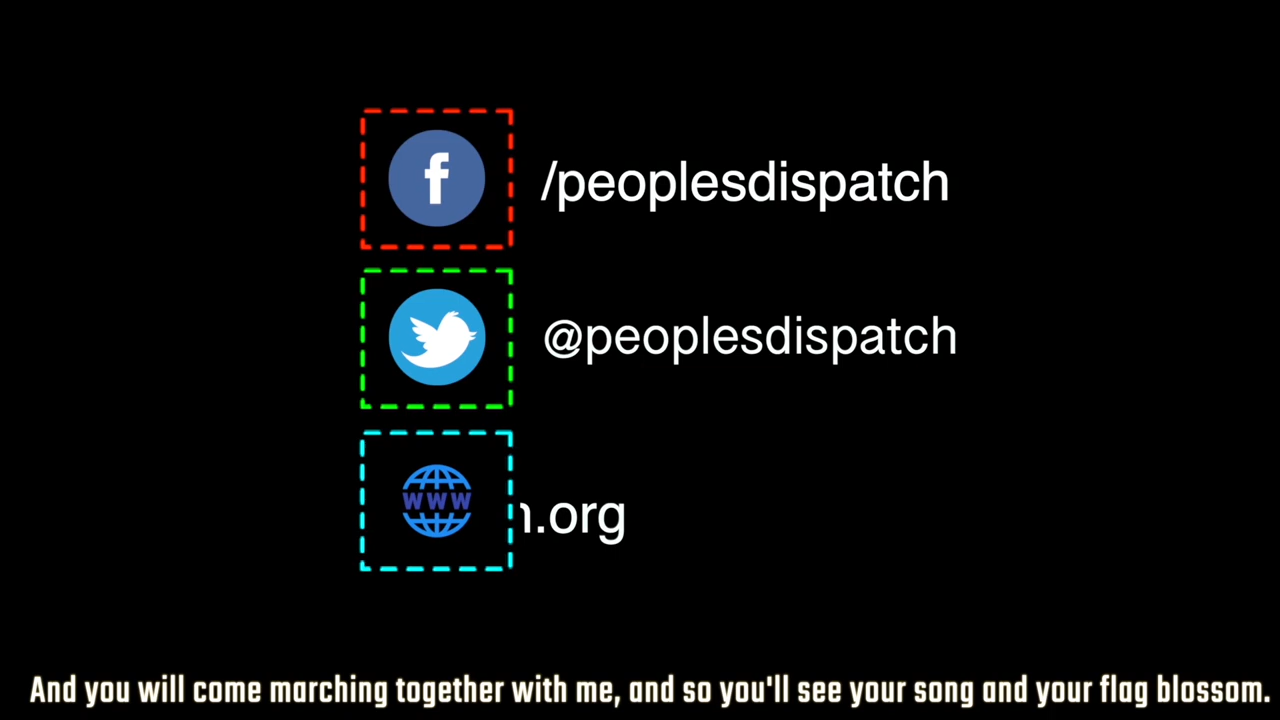 f /peoplesdispatch
@peoplesdispatch
WWW .org
And you will come marching together with me, and so you'll see your song and your flag blossom.